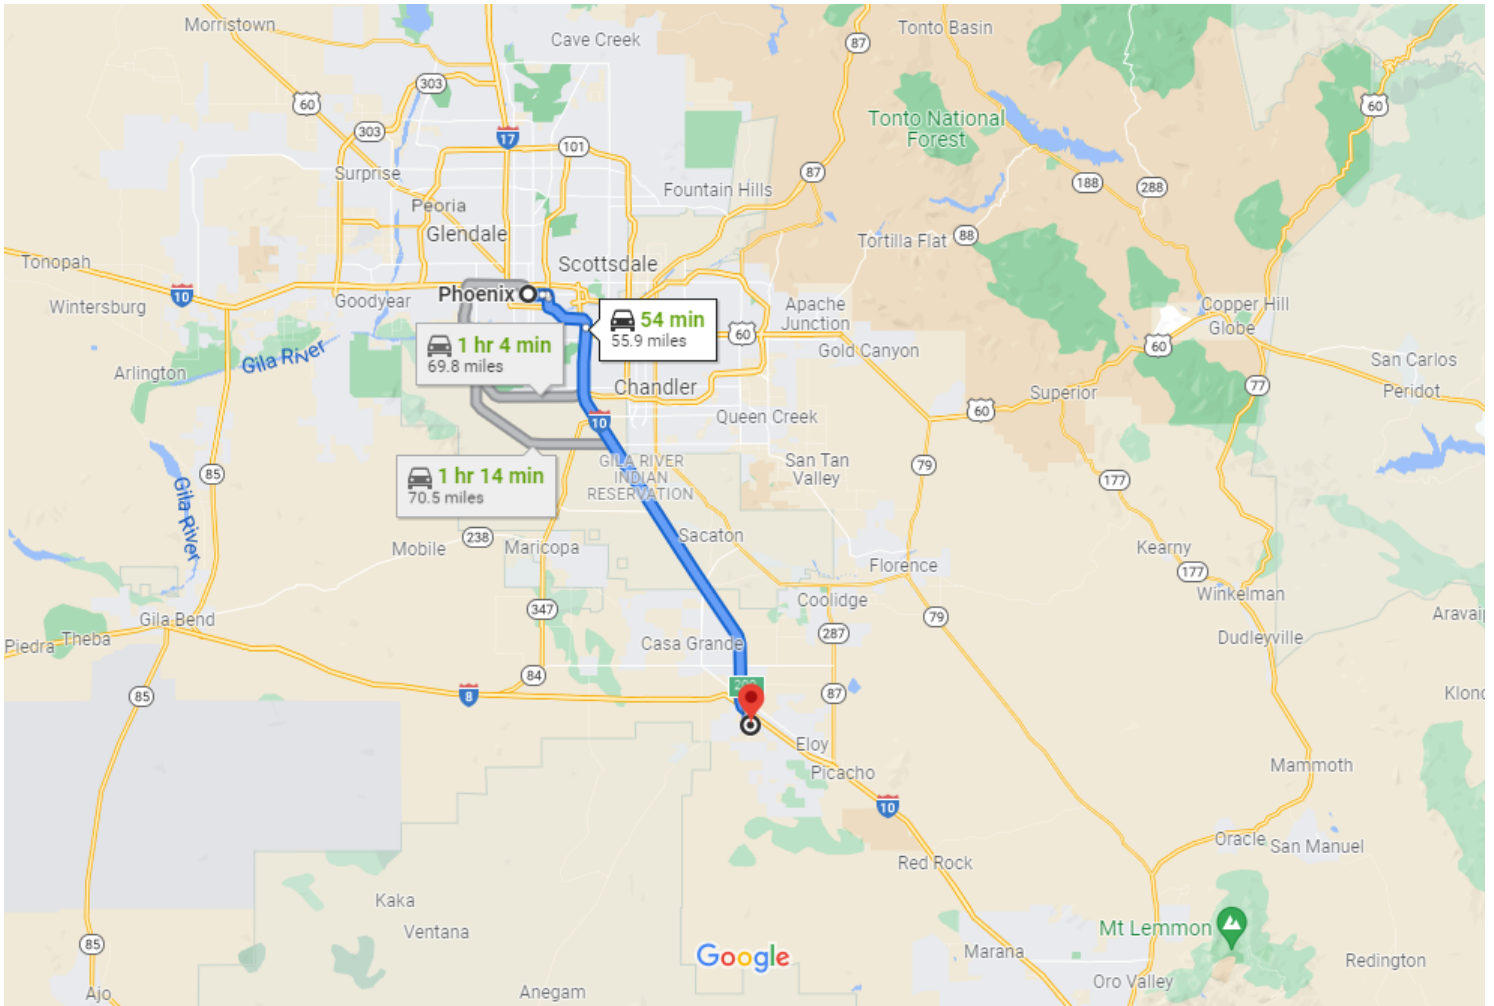 Morristown
Cave Creek
Tonto Basin
87
303
60
60
303
17
101
Tonto National
Forest
Surprise
87
188
288
Fountain Hills
Peoria
Glendale
Tortilla Flat
88
Scottsdale
Tonopah
10
Wintersburg
Goodyear
Phoenix
54 min
55.9 miles
Apache
Junction
60
Copper Hill
Globe
1 hr 4 min
69.8 miles
Gila River
Arlington
Gold Canyon
60
San Carlos
Peridot
Chandler
77
Superior
10
Queen Creek
60
85
1 hr 14 min
70.5 miles
GILA RIVER
INDIAN
RESERVATION
San Tan
Valley
79
177
Gila River
238
Mobile
Maricopa
Sacaton
Kearny
Florence
177
Winkelman
347
Coolidge
79
Gila Bend
Piedra
Theba
287
Casa Grande
Dudleyville
84
85
8
87
Eloy
Picacho
Mammoth
10
Oracle
San Manuel
Red Rock
Kaka
Ventana
85
Mt Lemmon
Google
Marana
Redington
Oro Valley
Ajo
Anegam